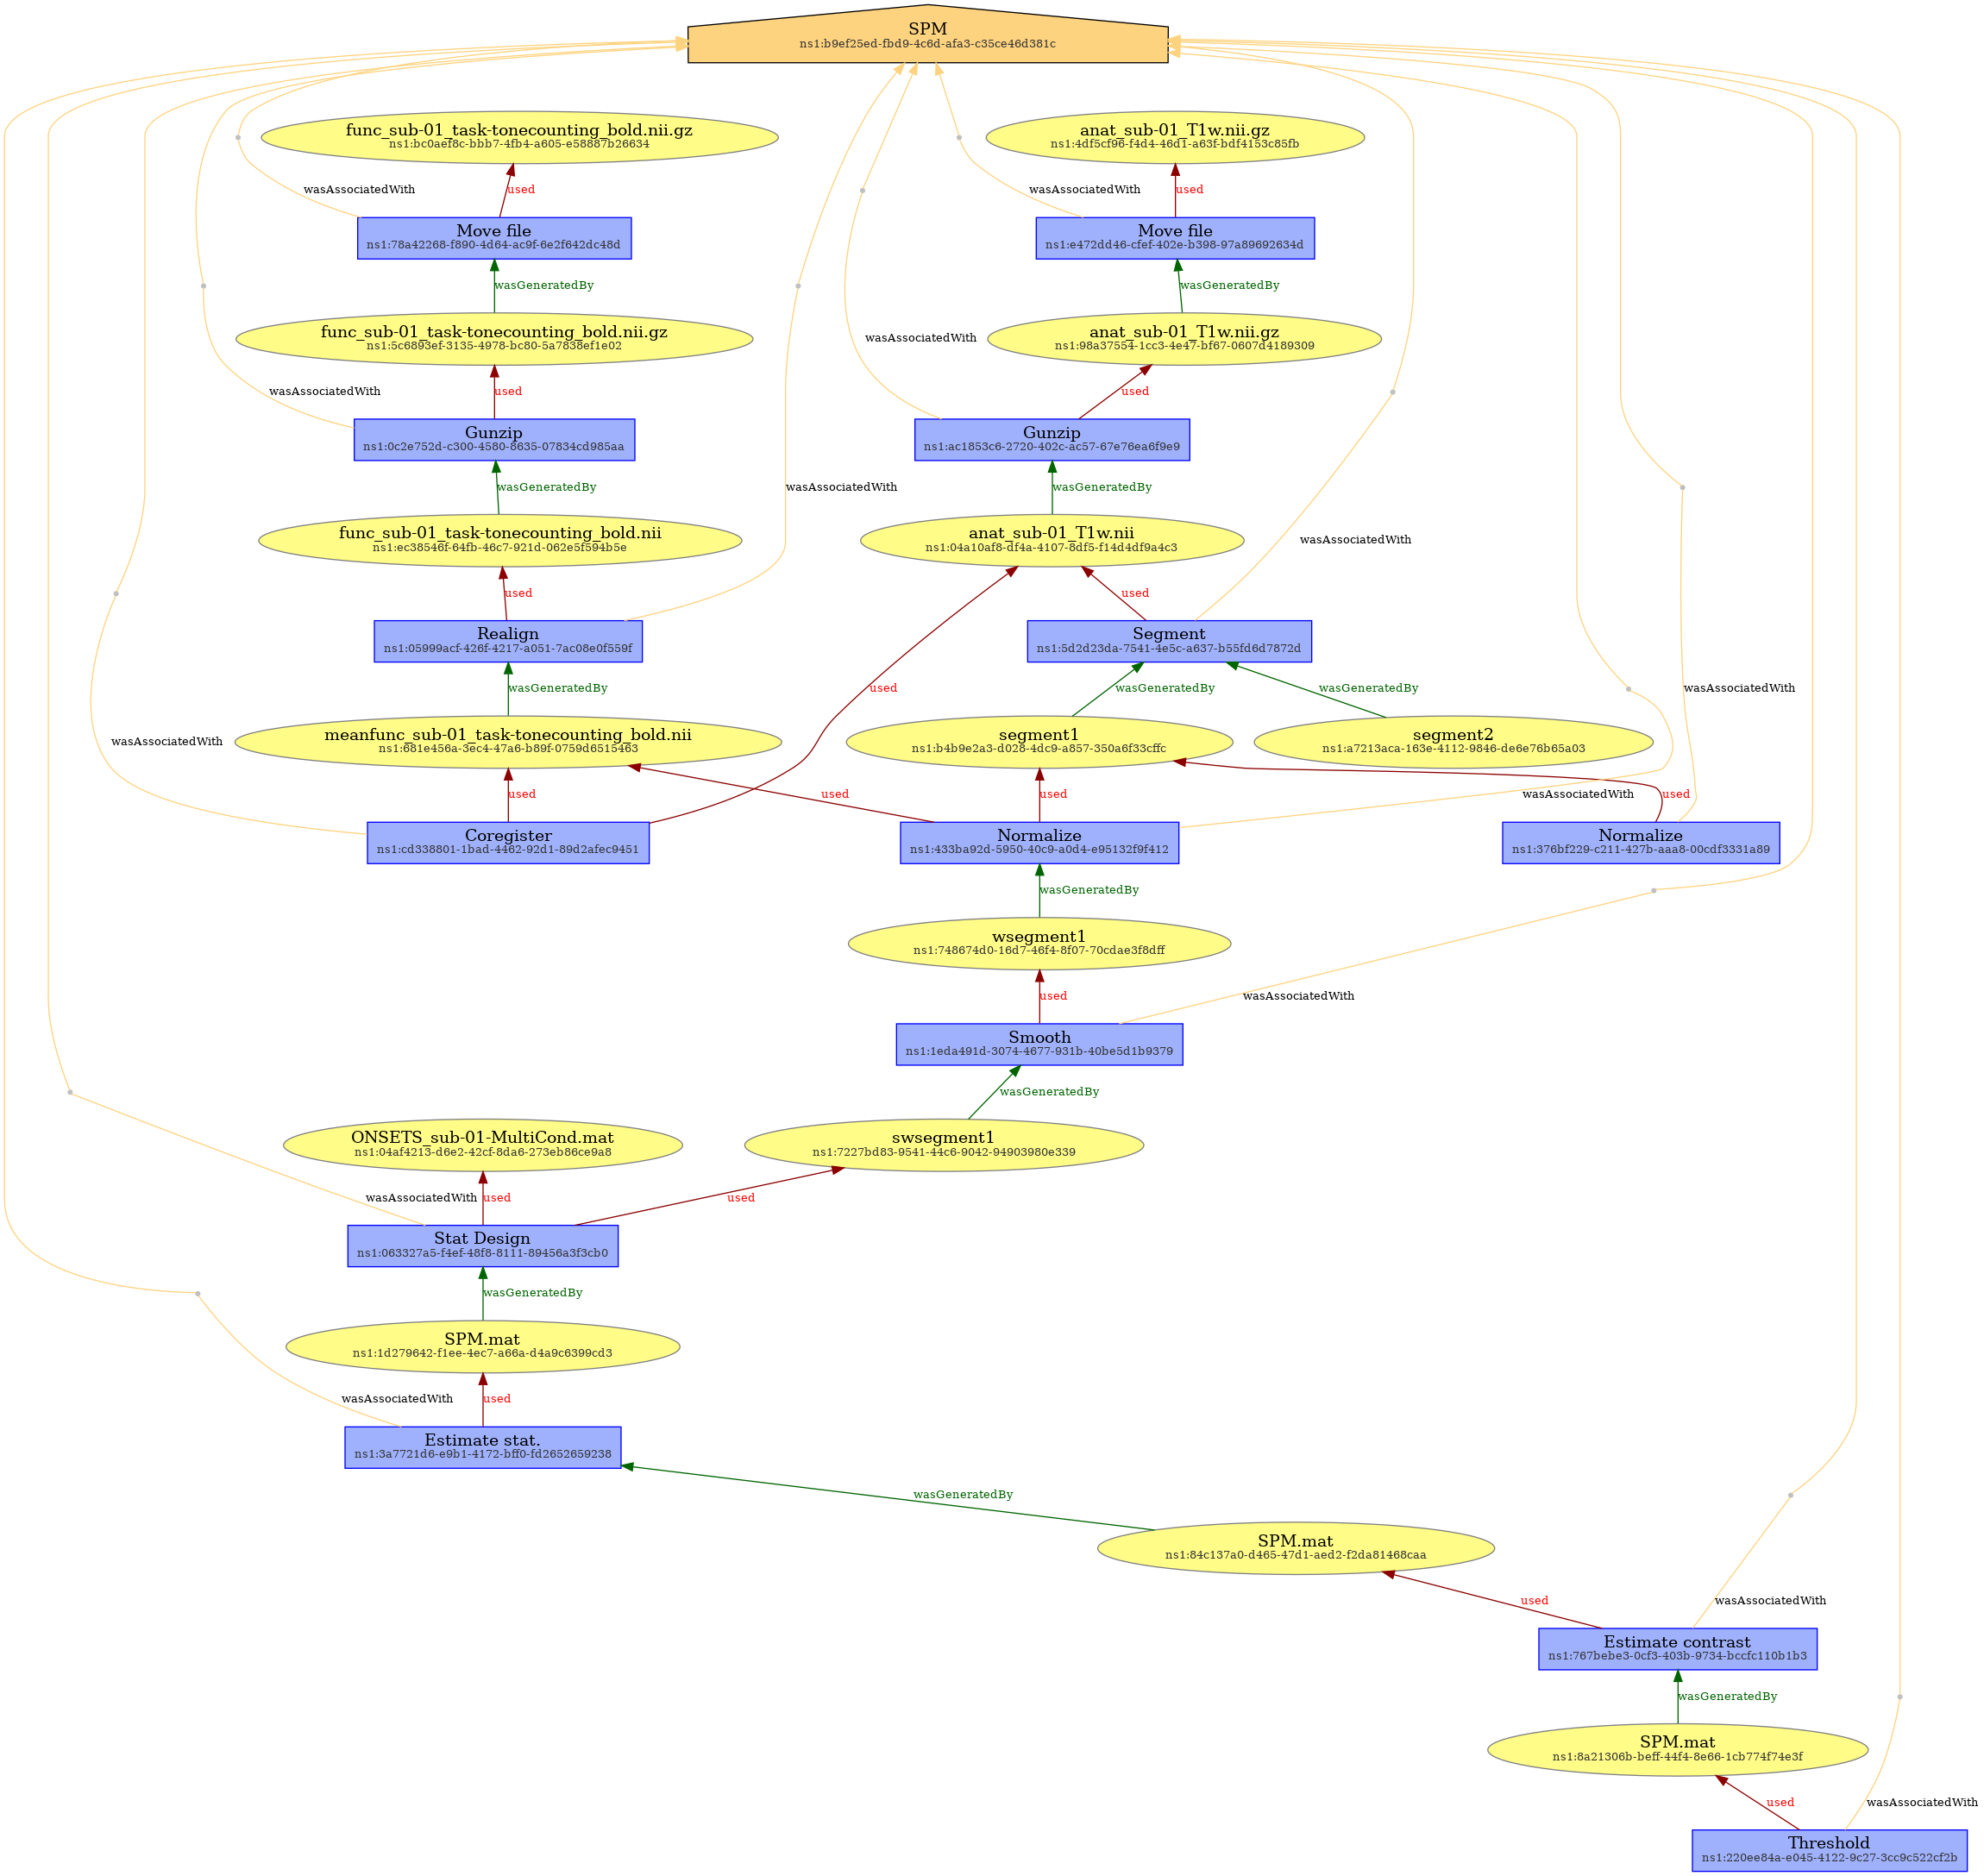 SPM
ns1:b9ef25ed-fbd9-4c6d-afa3-c35ce46d381c
func_sub-01_task-tonecounting_bold.nii.gz
ns1:bc0aef8c-bbb7-4fb4-a605-e58887b26634
anat_sub-01_T1w.nii.gz
ns1:4df5cf96-f4d4-46d1-a63f-bdf4153c85fb
wasAssociatedWith
used
wasAssociatedWith
used
Move file
ns1:78a42268-f890-4d64-ac9f-6e2f642dc48d
Move file
ns1:e472dd46-cfef-402e-b398-97a89692634d
wasGeneratedBy
wasGeneratedBy
func_sub-01_task-tonecounting_bold.nii.gz
ns1:5c6893ef-3135-4978-bc80-5a7838ef1e02
anat_sub-01_T1w.nii.gz
ns1:98a37554-1cc3-4e47-bf67-0607d4189309
wasAssociatedWith
used
wasAssociatedWith
used
Gunzip
ns1:0c2e752d-c300-4580-8635-07834cd985aa
Gunzip
ns1:ac1853c6-2720-402c-ac57-67e76ea6f9e9
wasGeneratedBy
wasAssociatedWith
wasGeneratedBy
func_sub-01_task-tonecounting_bold.nii
ns1:ec38546f-64fb-46c7-921d-062e5f594b5e
anat_sub-01_T1w.nii
ns1:04a10af8-df4a-4107-8df5-f14d4df9a4c3
wasAssociatedWith
used
used
Realign
ns1:05999acf-426f-4217-a051-7ac08e0f559f
Segment
ns1:5d2d23da-7541-4e5c-a637-b55fd6d7872d
wasGeneratedBy
used
wasGeneratedBy
wasGeneratedBy
wasAssociatedWith
meanfunc_sub-01_task-tonecounting_bold.nii
ns1:681e456a-3ec4-47a6-b89f-0759d6515463
segment1
ns1:b4b9e2a3-d028-4dc9-a857-350a6f33cffc
segment2
ns1:a7213aca-163e-4112-9846-de6e76b65a03
wasAssociatedWith
used
used
used
wasAssociatedWith
used
Coregister
ns1:cd338801-1bad-4462-92d1-89d2afec9451
Normalize
ns1:433ba92d-5950-40c9-a0d4-e95132f9f412
Normalize
ns1:376bf229-c211-427b-aaa8-00cdf3331a89
wasGeneratedBy
wsegment1
ns1:748674d0-16d7-46f4-8f07-70cdae3f8dff
used
wasAssociatedWith
Smooth
ns1:1eda491d-3074-4677-931b-40be5d1b9379
wasGeneratedBy
ONSETS_sub-01-MultiCond.mat
ns1:04af4213-d6e2-42cf-8da6-273eb86ce9a8
swsegment1
ns1:7227bd83-9541-44c6-9042-94903980e339
wasAssociatedWith
used
used
Stat Design
ns1:063327a5-f4ef-48f8-8111-89456a3f3cb0
wasGeneratedBy
SPM.mat
ns1:1d279642-f1ee-4ec7-a66a-d4a9c6399cd3
wasAssociatedWith
used
Estimate stat.
ns1:3a7721d6-e9b1-4172-bff0-fd2652659238
wasGeneratedBy
SPM.mat
ns1:84c137a0-d465-47d1-aed2-f2da81468caa
used
wasAssociatedWith
Estimate contrast
ns1:767bebe3-0cf3-403b-9734-bccfc110b1b3
wasGeneratedBy
SPM.mat
ns1:8a21306b-beff-44f4-8e66-1cb774f74e3f
used
wasAssociatedWith
Threshold
ns1:220ee84a-e045-4122-9c27-3cc9c522cf2b